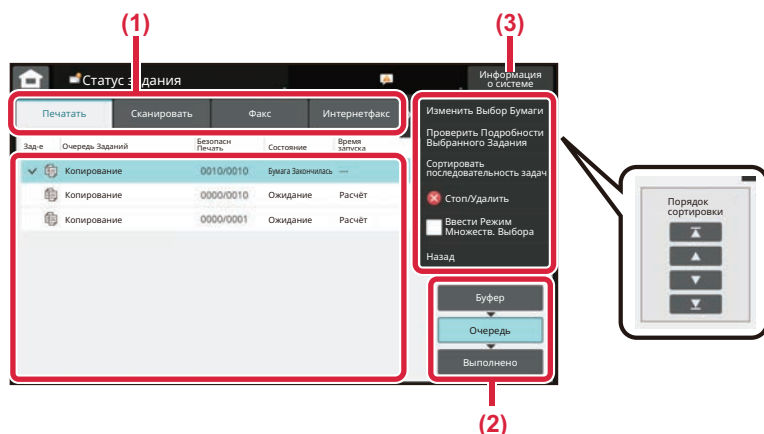 (1)
(3)
Статус задания
Информация
о системе
Печатать
Сканировать
Факс
Интернетфакс
Зад-е
Очередь Заданий
Безопасн
Печать
Состояние
Время
запуска
Копирование
0010/0010
Бумага Закончилась
—
Копирование
0000/0010
Ожидание
Расчёт
Копирование
0000/0001
Ожидание
Расчёт
Изменить Выбор Бумаги
Проверить Подробности
Выбранного Задания
Сортировать
последовательность задач
Стоп/Удалить
Ввести Режим
Множеств. Выбора
Назад
Буфер
Очередь
Выполнено
Порядок
сортировки
(2)